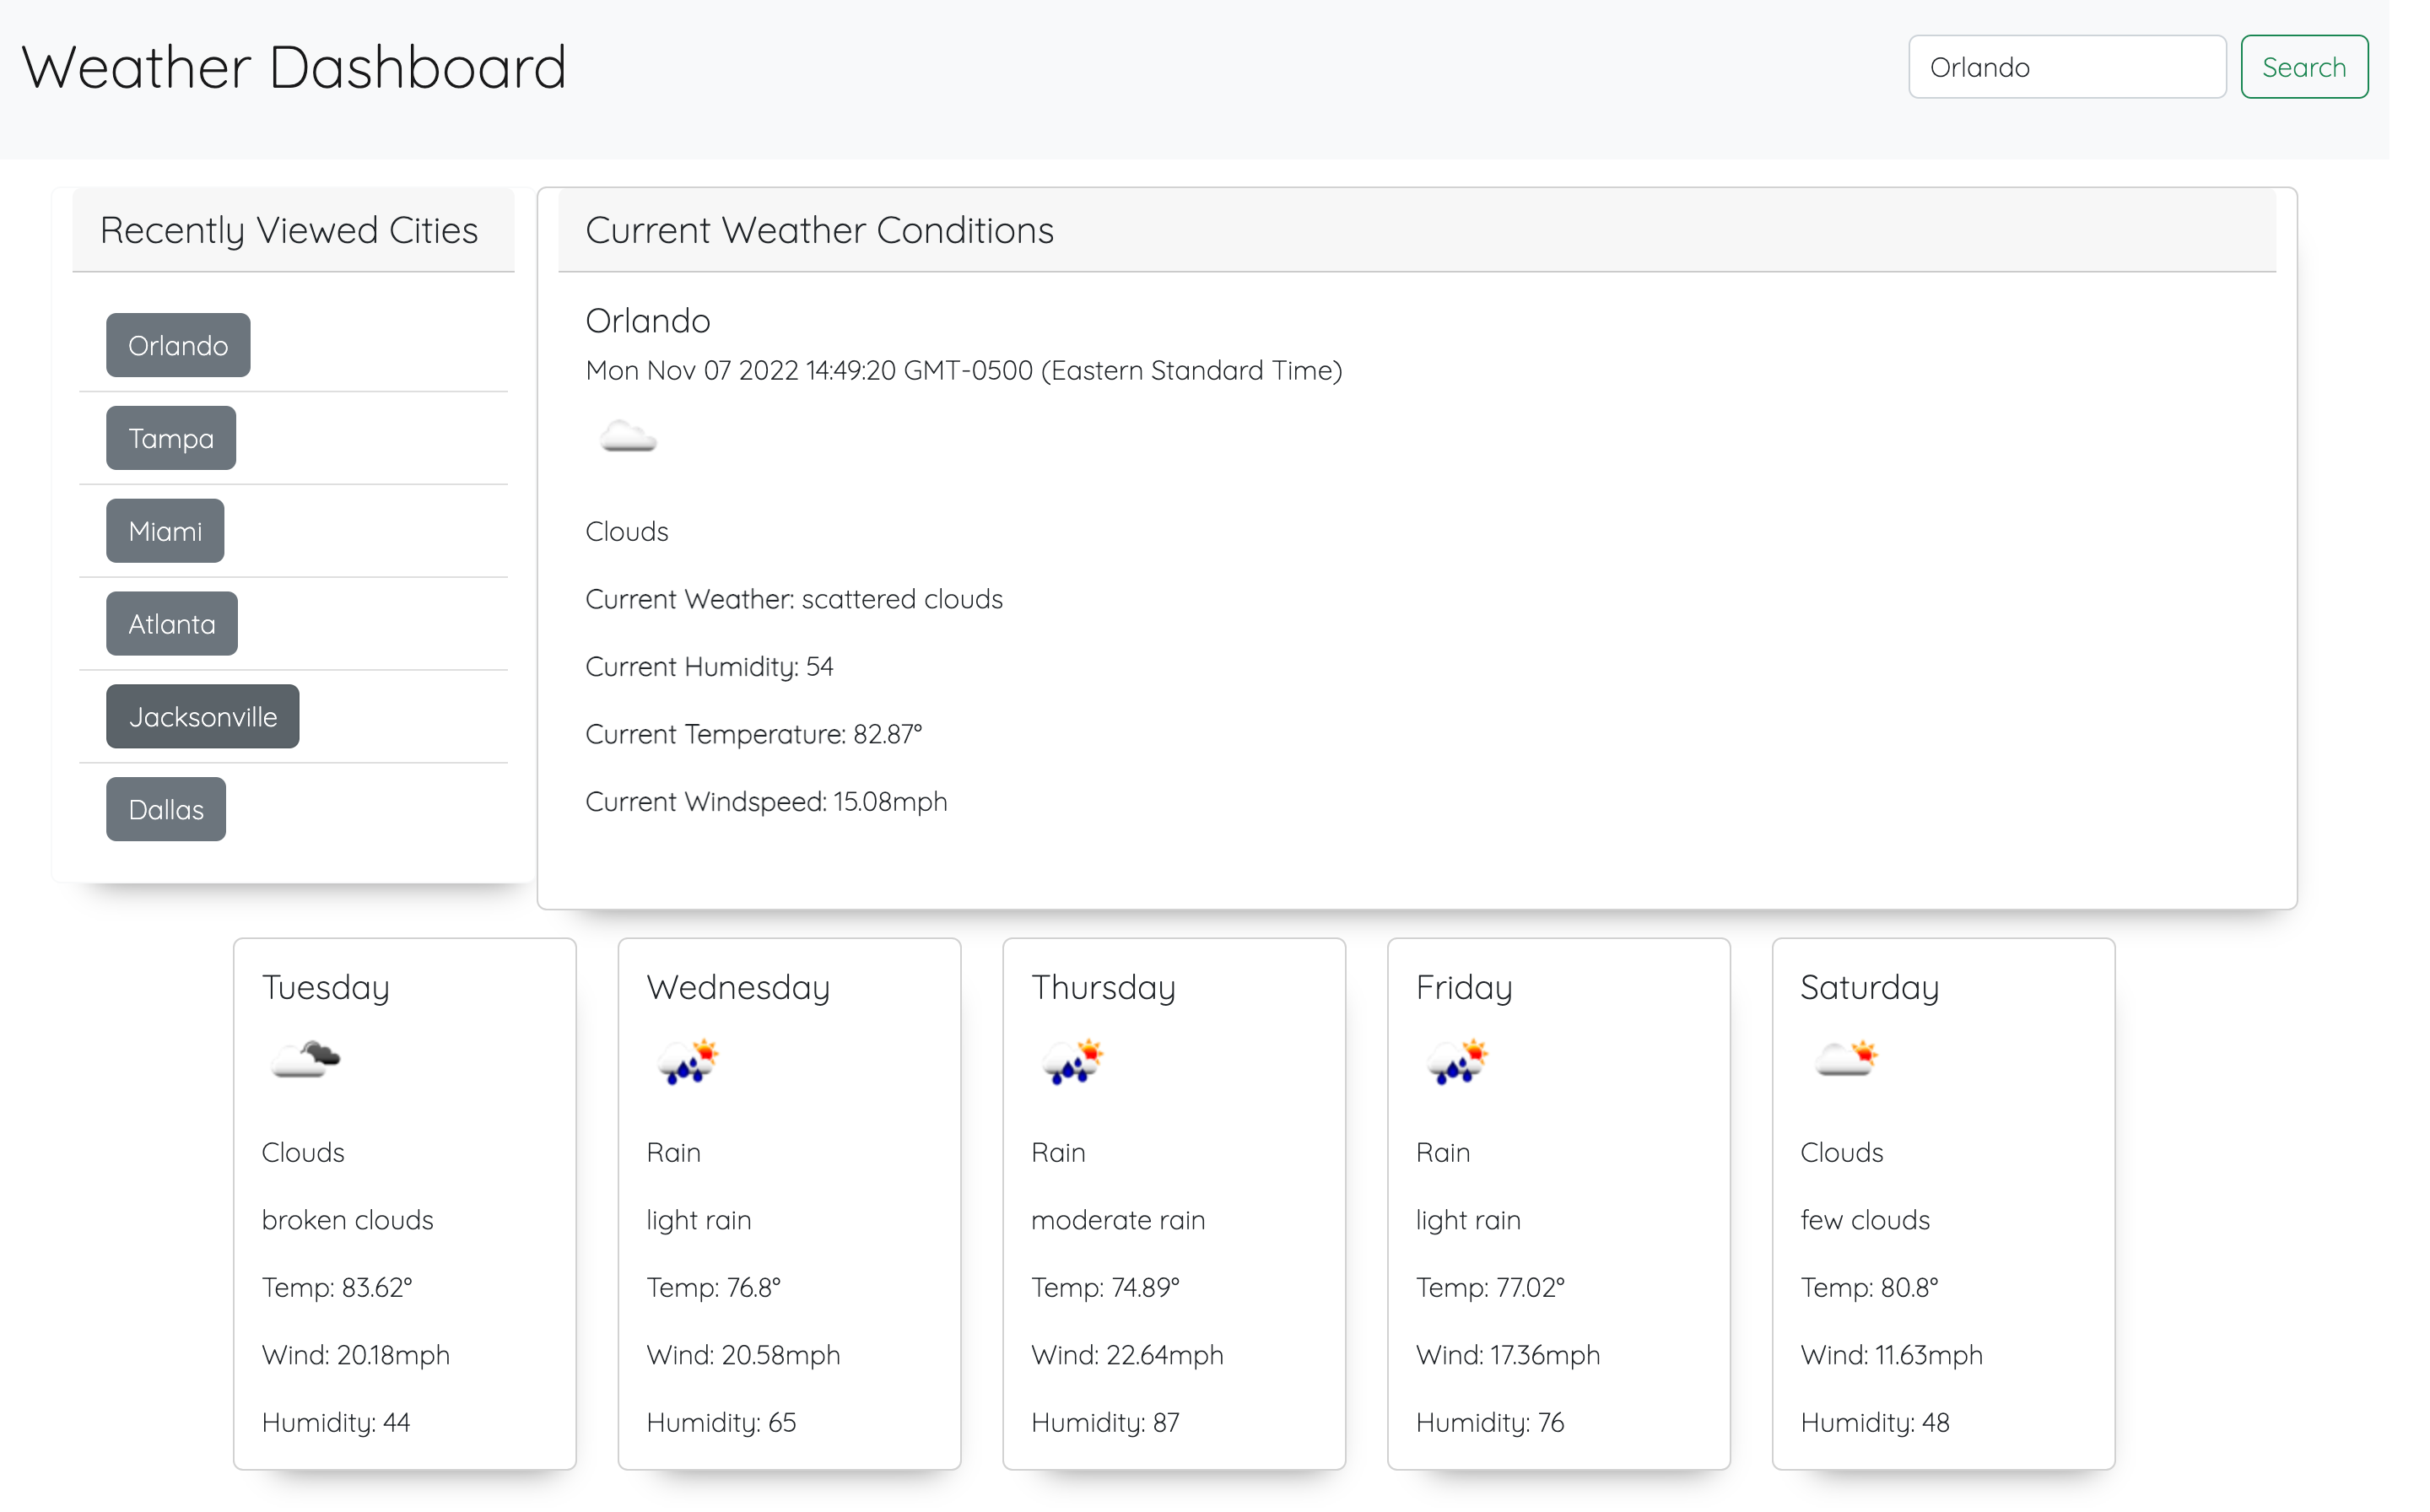 Weather Dashboard
Orlando
Search
Recently Viewed Cities
Orlando
Tampa
Miami
Atlanta
Jacksonville
Dallas
Current Weather Conditions
Orlando
Mon Nov 07 2022 14:49:20 GMT-0500 (Eastern Standard Time)
Clouds
Current Weather: scattered clouds
Current Humidity: 54
Current Temperature: 82.87°
Current Windspeed: 15.08mph
Tuesday
Clouds
broken clouds
Temp: 83.62°
Wind: 20.18mph
Humidity: 44
Wednesday
Rain
light rain
Temp: 76.8°
Wind: 20.58mph
Humidity: 65
Thursday
Rain
moderate rain
Temp: 74.89°
Wind: 22.64mph
Humidity: 87
Friday
Rain
light rain
Temp: 77.02°
Wind: 17.36mph
Humidity: 76
Saturday
Clouds
few clouds
Temp: 80.8°
Wind: 11.63mph
Humidity: 48